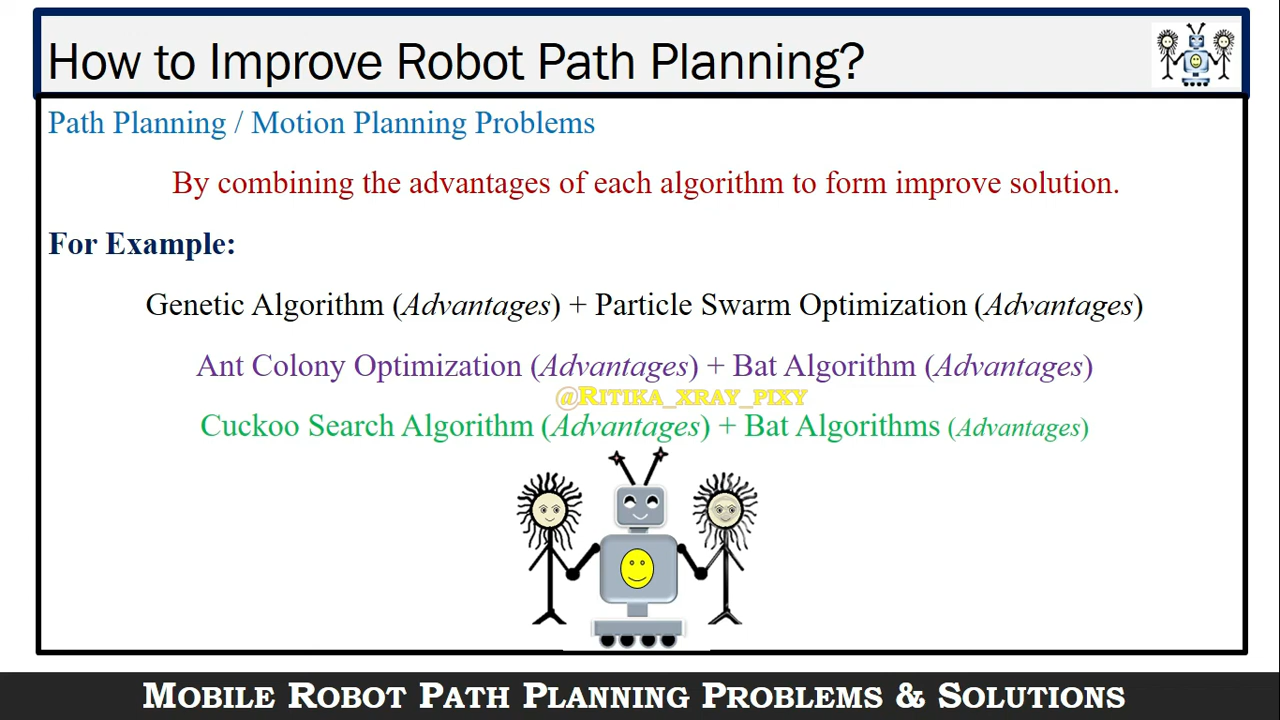 How to Improve Robot Path Planning?
Path Planning / Motion Planning Problems
By combining the advantages of each algorithm to form improve solution.
For Example:
Genetic Algorithm (Advantages) + Particle Swarm Optimization (Advantages)
Ant Colony Optimization (Advantages) + Bat Algorithm (Advantages)
@Ritika_xray_pixy
Cuckoo Search Algorithm (Advantages) + Bat Algorithms (Advantages)
Mobile Robot Path Planning Problems & Solutions